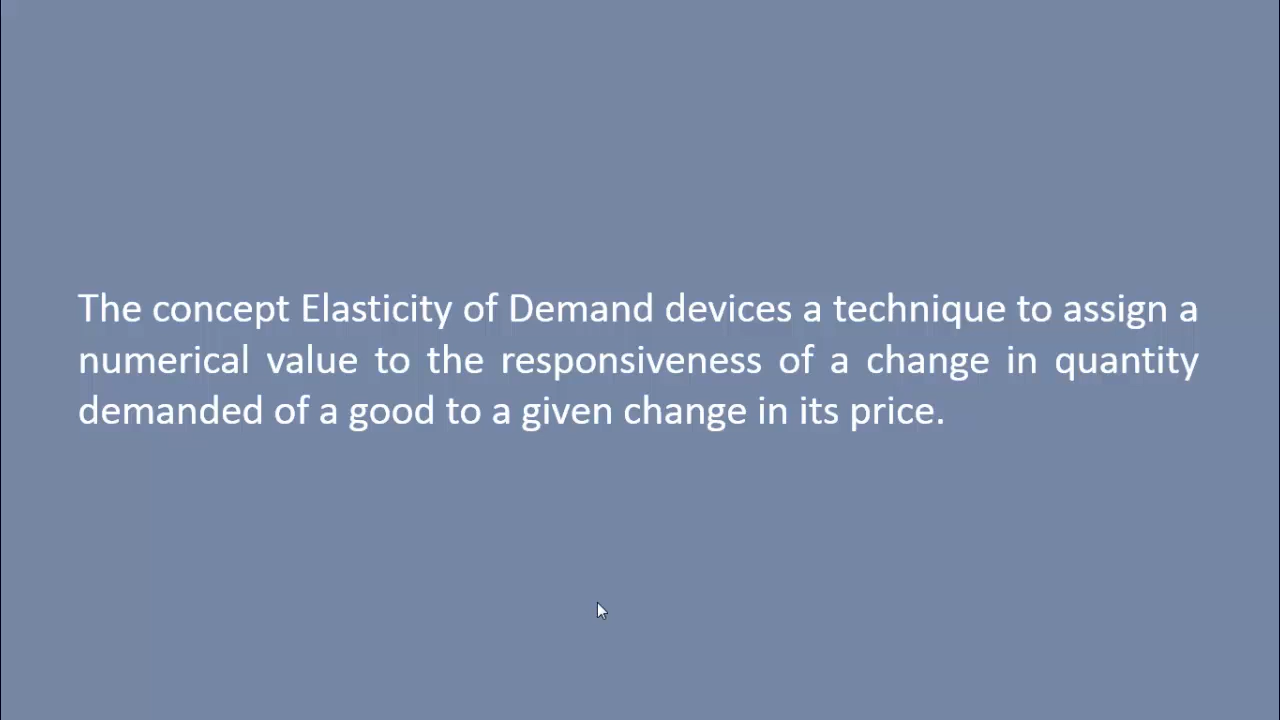 The concept Elasticity of Demand devices a technique to assign a
numerical value to the responsiveness of a change in quantity
demanded of a good to a given change in its price.